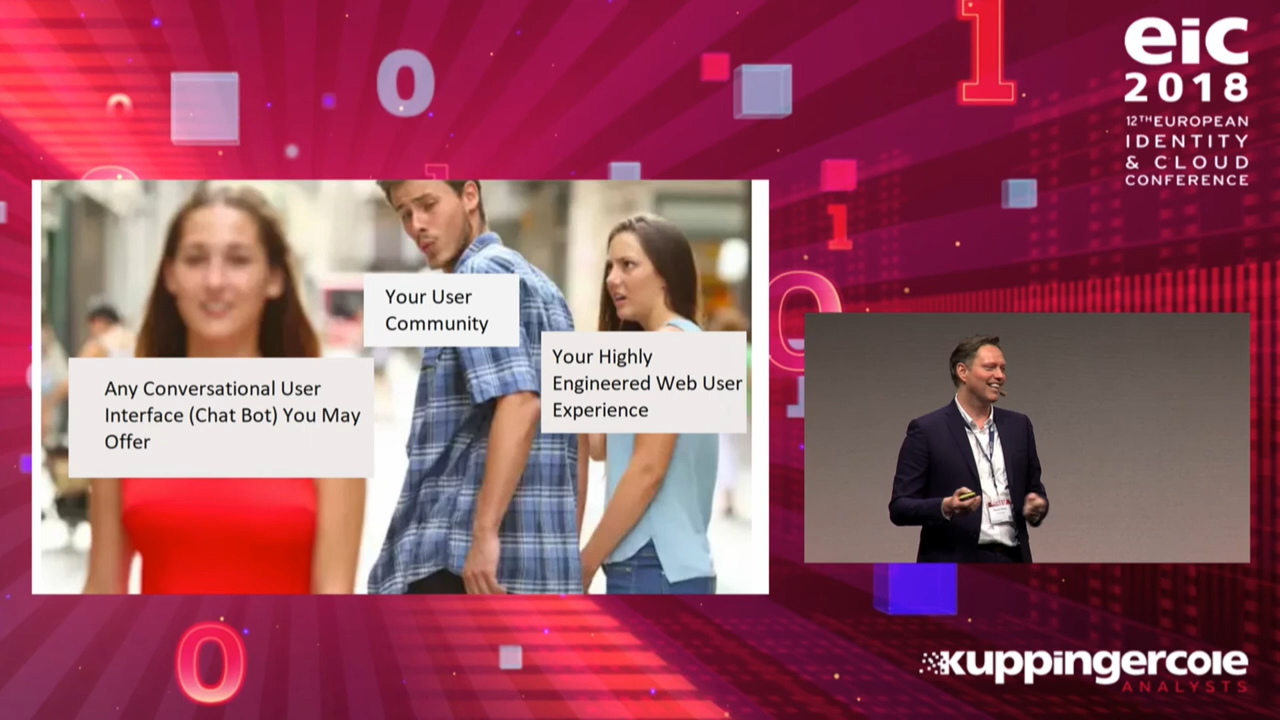 eic
2018
12TH EUROPEAN
IDENTITY
& CLOUD
CONFERENCE
Your User
Community
Your Highly
Engineered Web User
Experience
Any Conversational User
Interface (Chat Bot) You May
Offer
kuppingercole
ANALYSTS